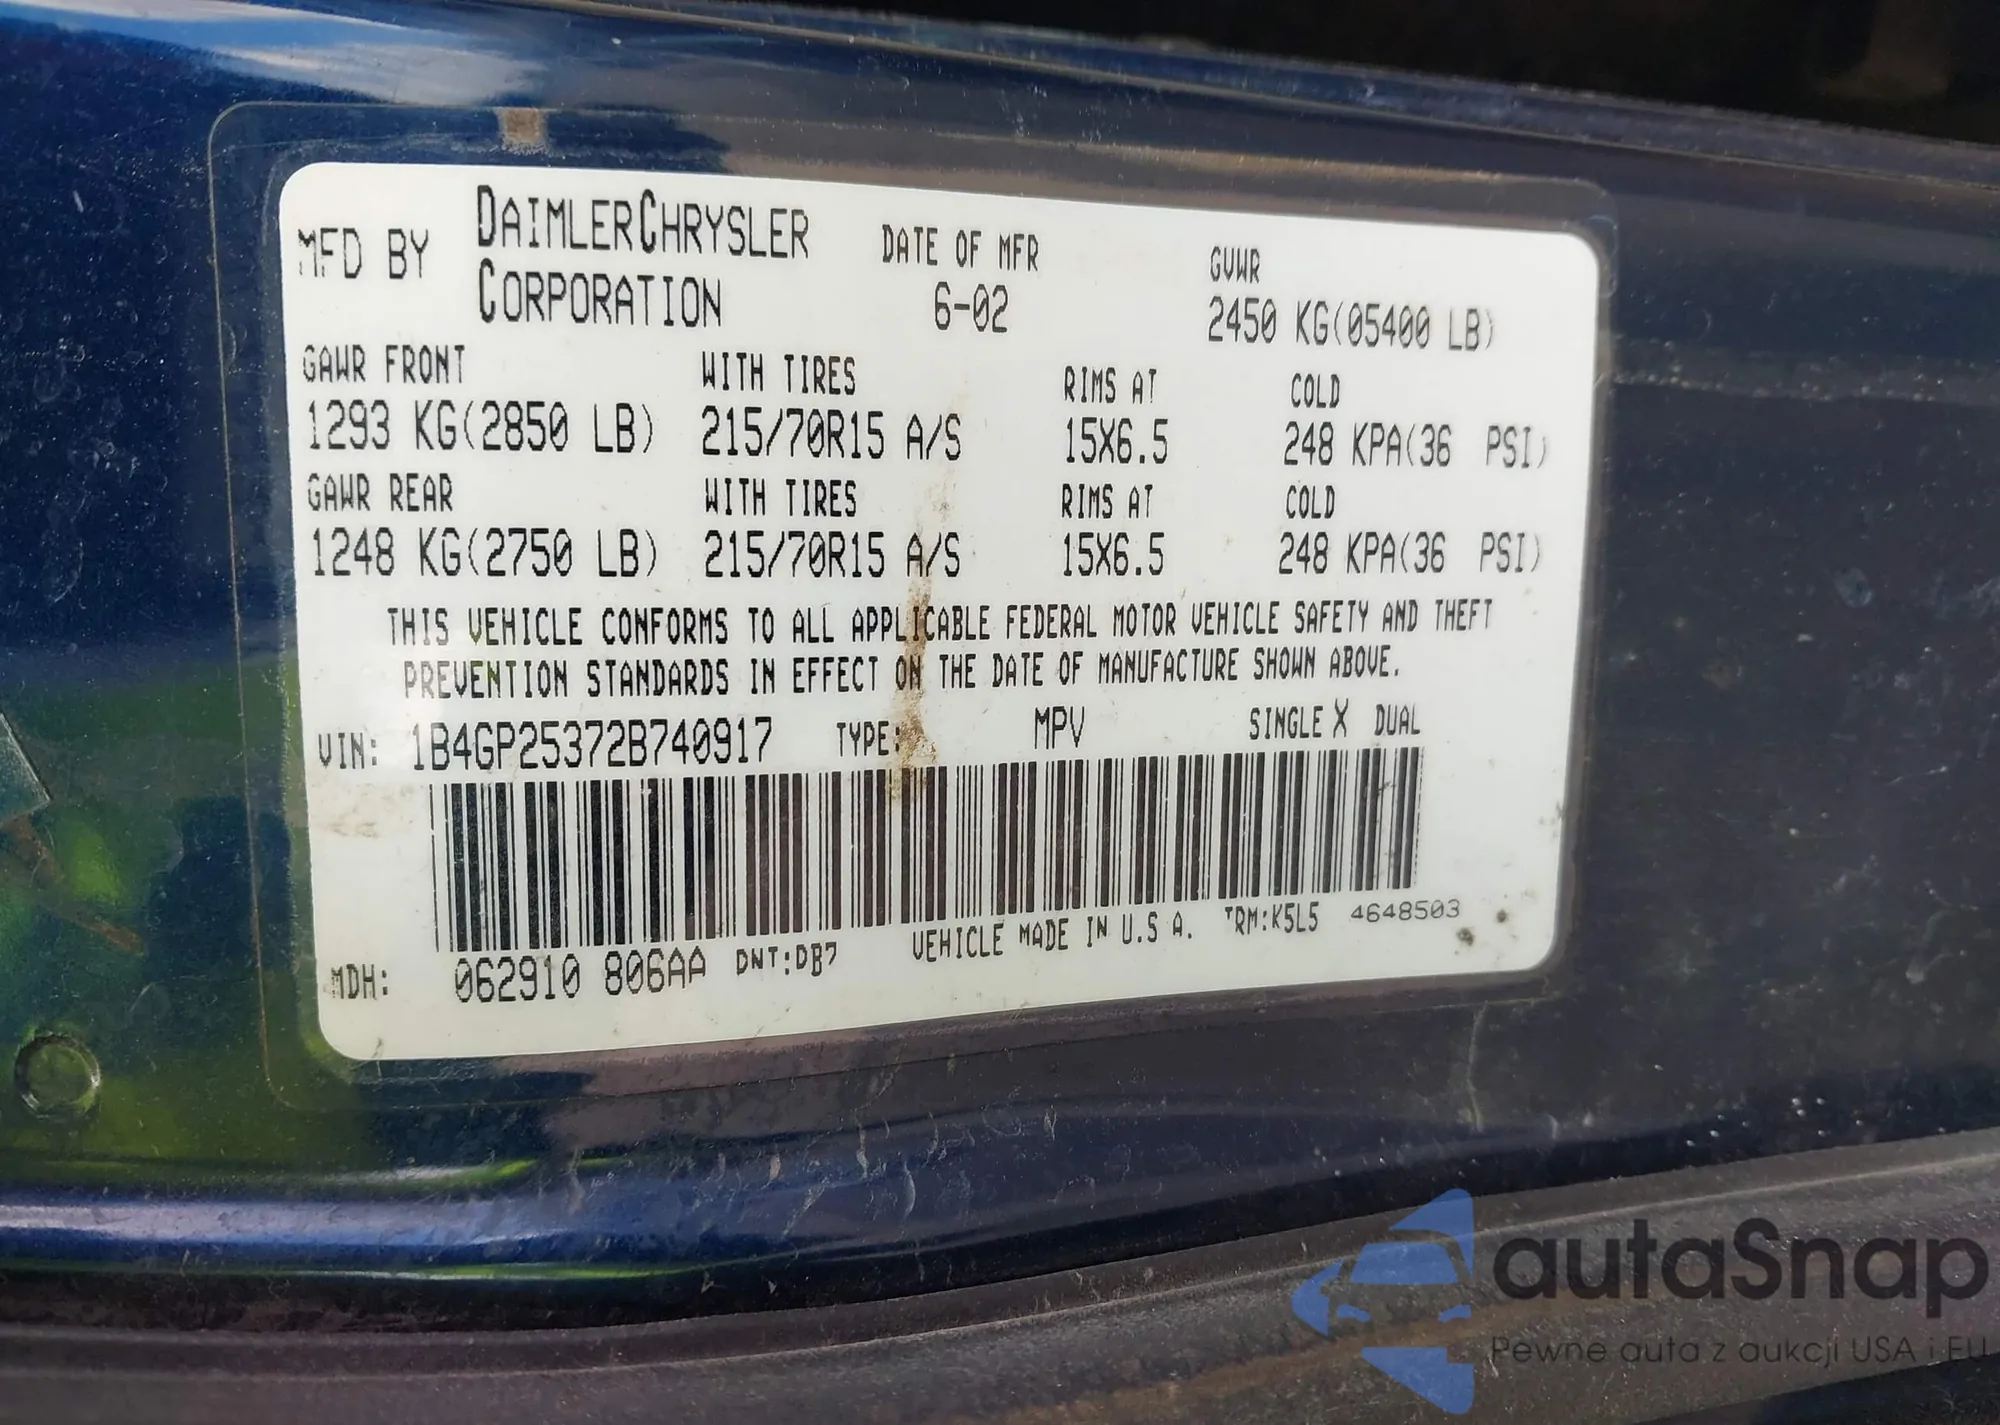 MFD BY DAIMLERCHRYSLER CORPORATION DATE OF MFR 6-02 GVWR 2450 KG(05400 LB)
GAWR FRONT WITH TIRES RIMS AT COLD
1293 KG(2850 LB) 215/70R15 A/S 15X6.5 248 KPA(36 PSI)
GAWR REAR WITH TIRES RIMS AT COLD
1248 KG(2750 LB) 215/70R15 A/S 15X6.5 248 KPA(36 PSI)
THIS VEHICLE CONFORMS TO ALL APPLICABLE FEDERAL MOTOR VEHICLE SAFETY AND THEFT
PREVENTION STANDARDS IN EFFECT ON THE DATE OF MANUFACTURE SHOWN ABOVE.
VIN: 1B4GP25372B740917 TYPE: MPV SINGLE X DUAL
MDH: 062910 806AA DNT:DB7 VEHICLE MADE IN U.S A. TRM:K5L5 4648503
autaSnap
Pewne auta z aukcji USA i EU